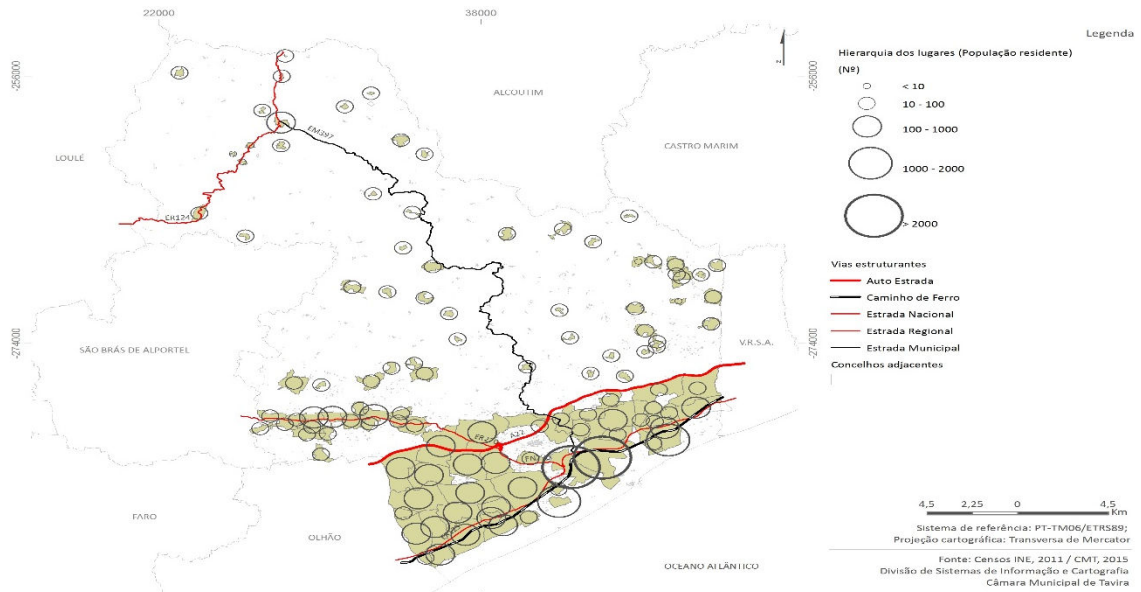 22000
38000
N
-256000
-256000
-274000
-274000
ALCOUTIM
CASTRO MARIM
LOULÉ
EM397
ER124
SÃO BRÁS DE ALPORTEL
V.R.S.A.
A22
FARO
OLHÃO
OCEANO ATLÂNTICO
Legenda
Hierarquia dos lugares (População residente)
(Nº)
< 10
10 - 100
100 - 1000
1000 - 2000
> 2000
Vias estruturantes
Auto Estrada
Caminho de Ferro
Estrada Nacional
Estrada Regional
Estrada Municipal
Concelhos adjacentes
4,5 2,25 0 4,5
Km
Sistema de referência: PT-TM06/ETRS89;
Projeção cartográfica: Transversa de Mercator
Fonte: Censos INE, 2011 / CMT, 2015
Divisão de Sistemas de Informação e Cartografia
Câmara Municipal de Tavira